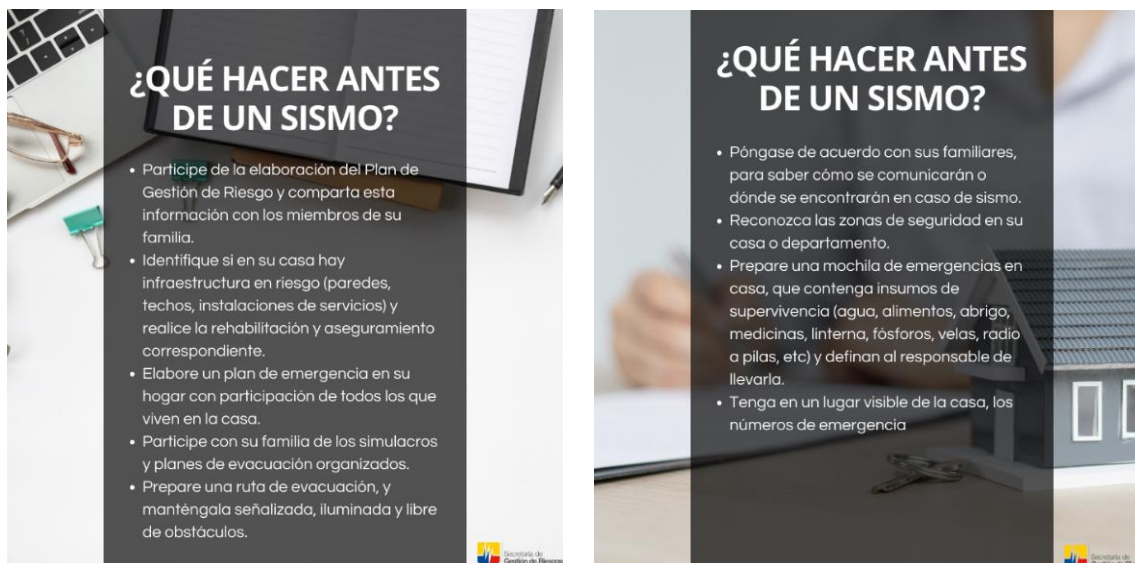 ¿QUÉ HACER ANTES
DE UN SISMO?
• Participe de la elaboración del Plan de
Gestión de Riesgo y comparta esta
información con los miembros de su
familia.
• Identifique si en su casa hay
infraestructura en riesgo (paredes,
techos, instalaciones de servicios) y
realice la rehabilitación y aseguramiento
correspondiente.
• Elabore un plan de emergencia en su
hogar con participación de todos los que
viven en la casa.
• Participe con su familia de los simulacros
y planes de evacuación organizados.
• Prepare una ruta de evacuación, y
manténgala señalizada, iluminada y libre
de obstáculos.
Secretaría de
Gestión de Riesgos
¿QUÉ HACER ANTES
DE UN SISMO?
• Póngase de acuerdo con sus familiares,
para saber cómo se comunicarán o
dónde se encontrarán en caso de sismo.
• Reconozca las zonas de seguridad en su
casa o departamento.
• Prepare una mochila de emergencias en
casa, que contenga insumos de
supervivencia (agua, alimentos, abrigo,
medicinas, linterna, fósforos, velas, radio
a pilas, etc) y definan al responsable de
llevarla.
• Tenga en un lugar visible de la casa, los
números de emergencia
Secretaría de